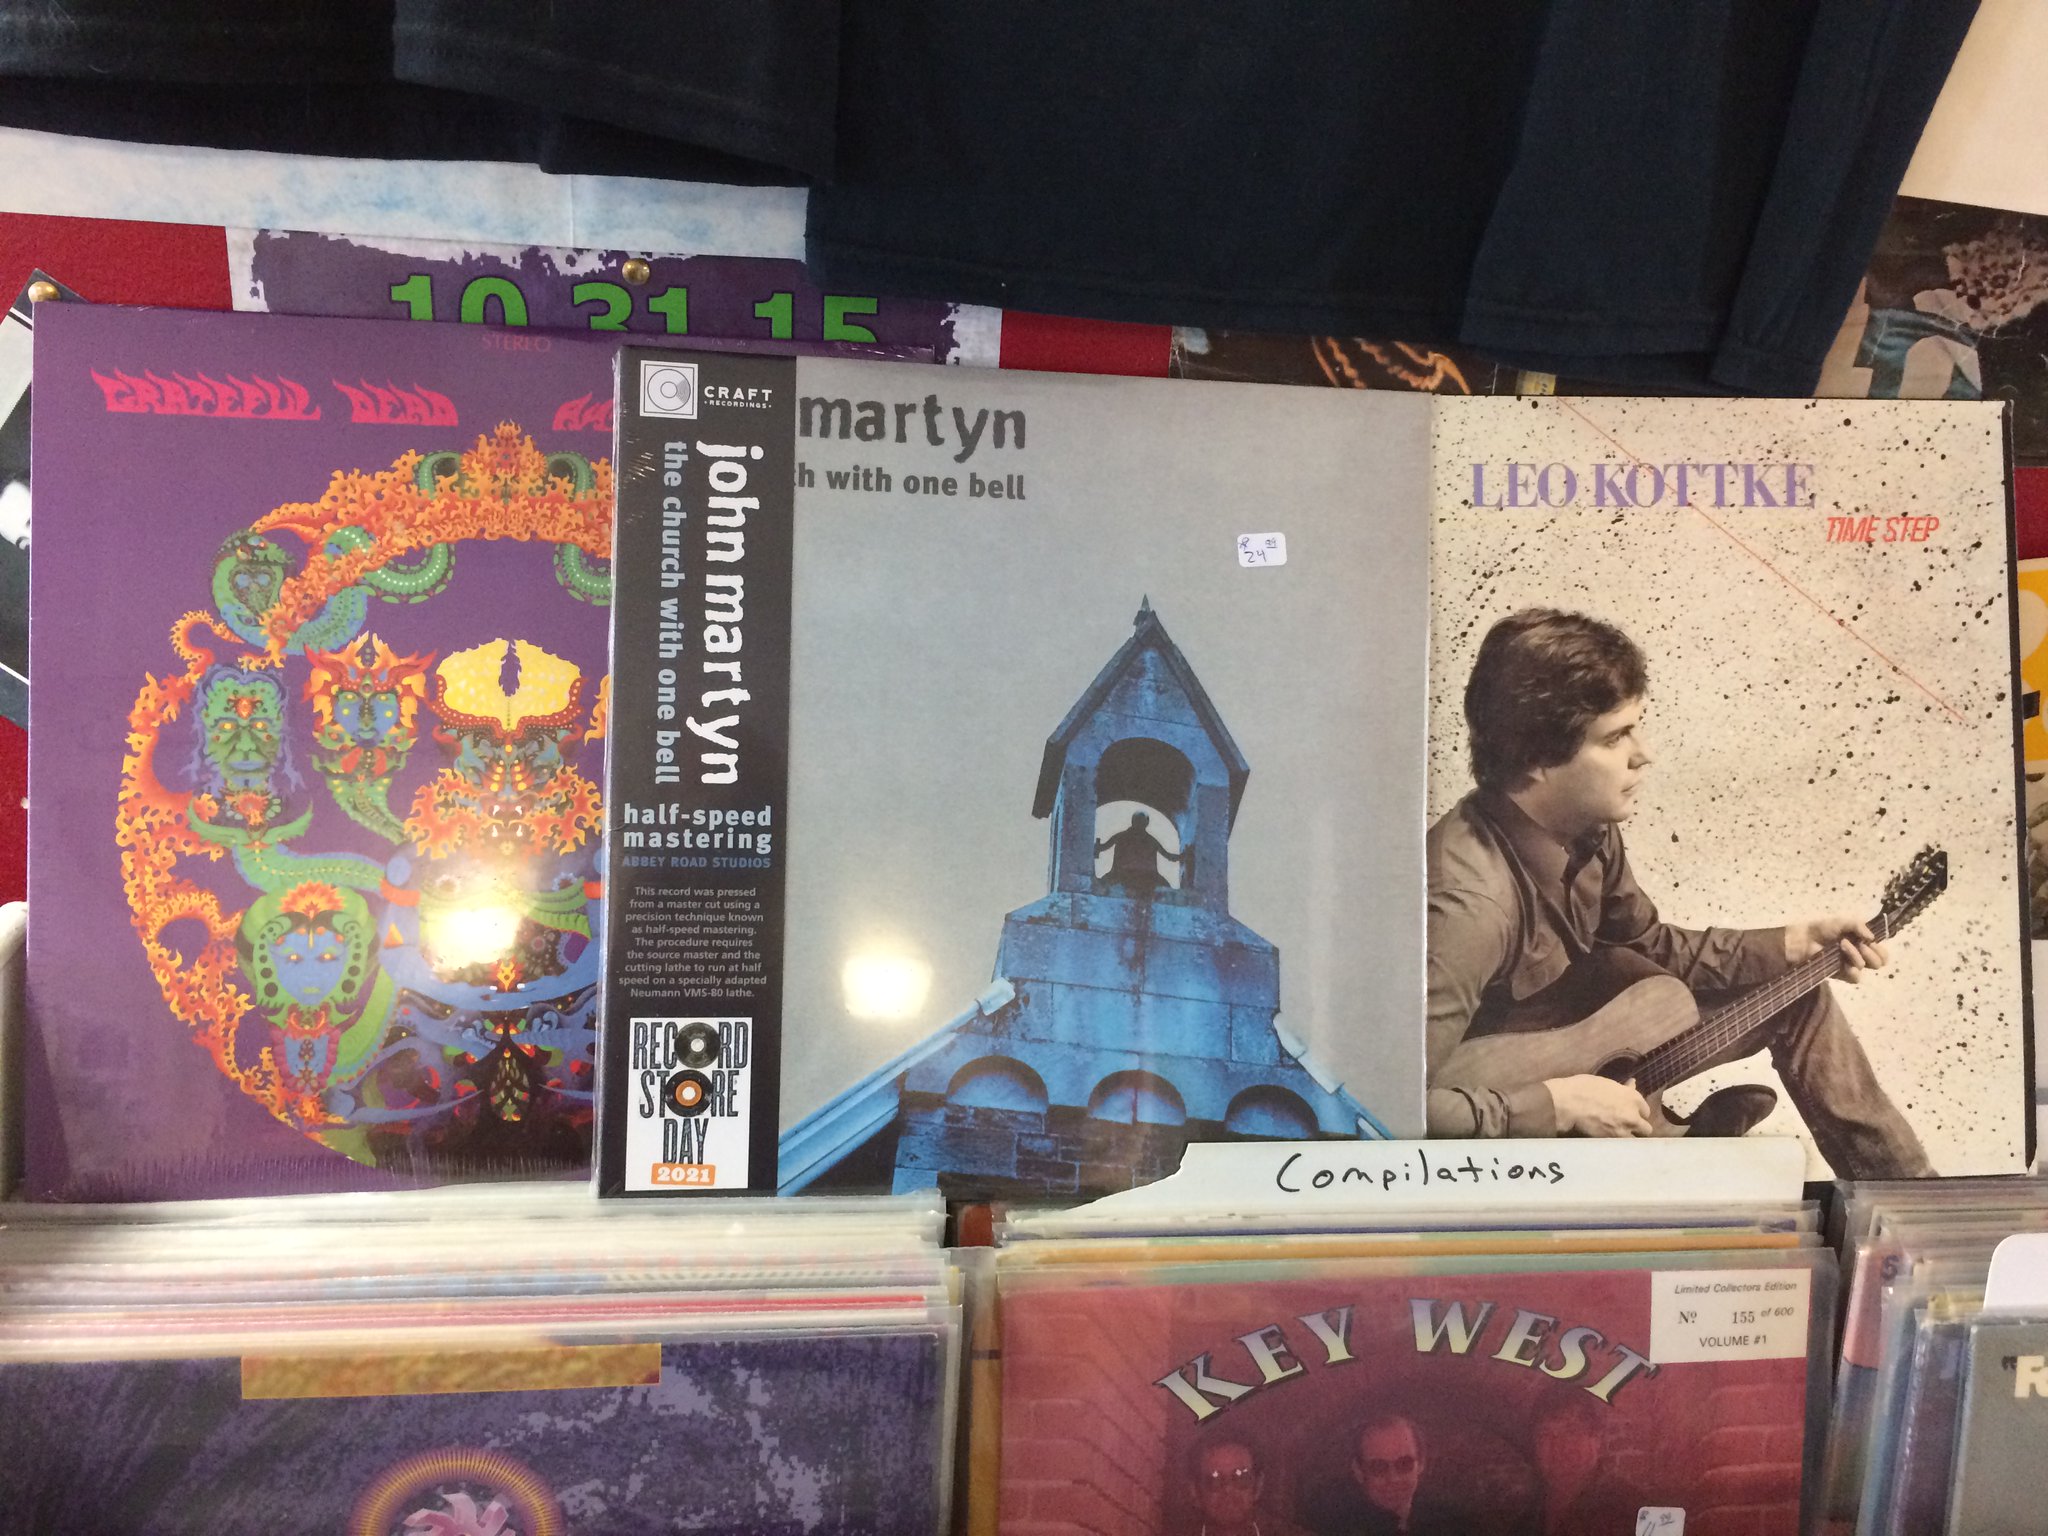 10.31.15
STEREO
GRATEFUL DEAD
CRAFT
RECORDINGS
john martyn
the church with one bell
half-speed
mastering
ABBEY ROAD STUDIOS
This record was pressed
from a master cut using a
precision technique known
as half-speed mastering.
The procedure requires
the source master and the
cutting lathe to run at half
speed on a specially adapted
Neumann VMS-80 lathe.
RECORD
STORE
DAY
2021
martyn
h with one bell
24 99
LEO KOTTKE
TIME STEP
Compilations
Limited Collectors Edition
Nº 155 of 600
VOLUME #1
KEY WEST